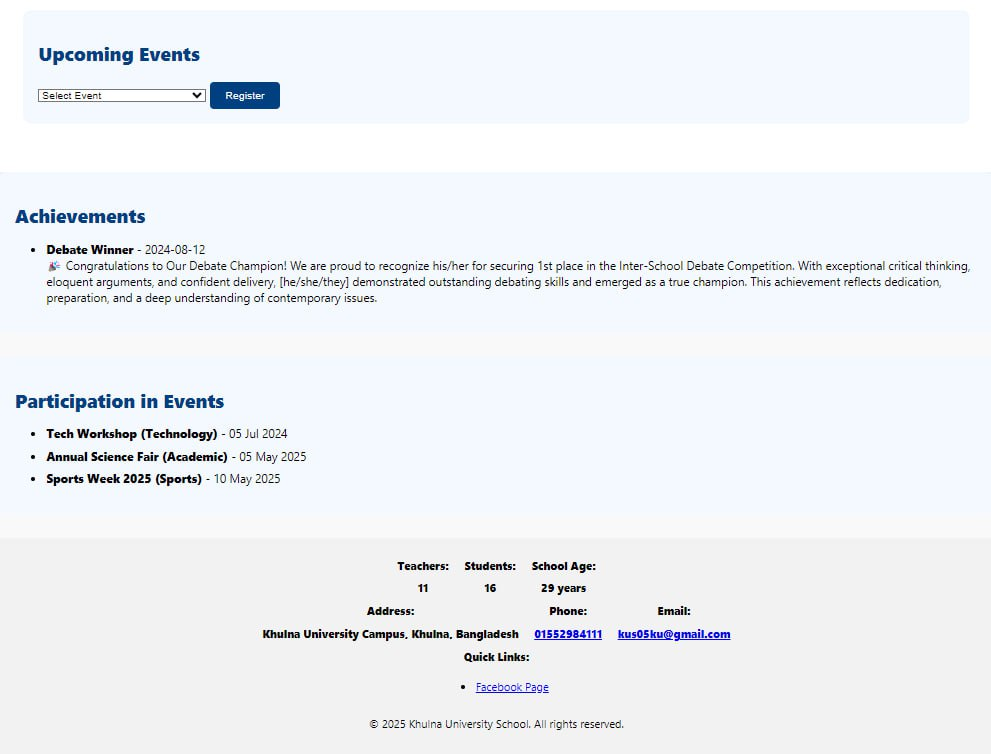 Upcoming Events
Select Event Register
Achievements
• Debate Winner - 2024-08-12
🎉 Congratulations to Our Debate Champion! We are proud to recognize his/her for securing 1st place in the Inter-School Debate Competition. With exceptional critical thinking,
eloquent arguments, and confident delivery, [he/she/they] demonstrated outstanding debating skills and emerged as a true champion. This achievement reflects dedication,
preparation, and a deep understanding of contemporary issues.
Participation in Events
• Tech Workshop (Technology) - 05 Jul 2024
• Annual Science Fair (Academic) - 05 May 2025
• Sports Week 2025 (Sports) - 10 May 2025
Teachers: Students: School Age:
11 16 29 years
Address: Phone: Email:
Khulna University Campus, Khulna, Bangladesh 01552984111 kus05ku@gmail.com
Quick Links:
• Facebook Page
© 2025 Khulna University School. All rights reserved.